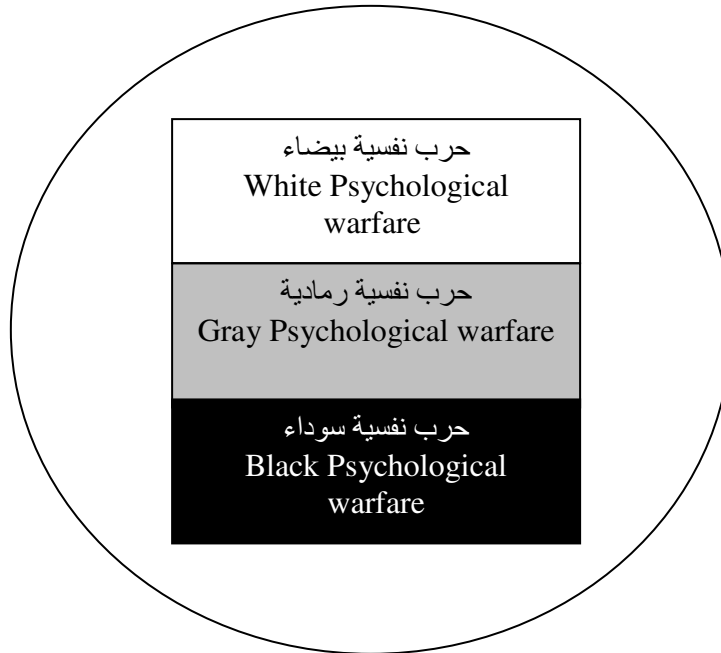 حرب نفسية بيضاء
White Psychological
warfare
حرب نفسية رمادية
Gray Psychological warfare
حرب نفسية سوداء
Black Psychological
warfare